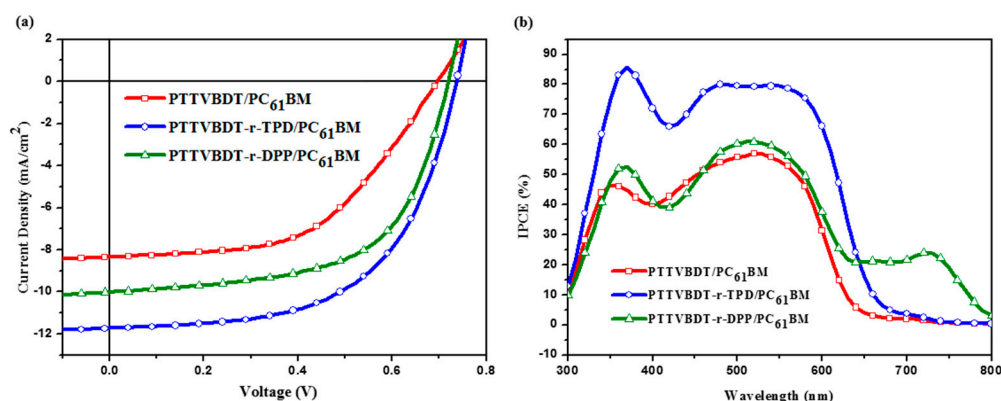 (a)
2
0
-2
-4
-6
-8
-10
-12
Current Density (mA/cm2)
PTTVBDT/PC61BM
PTTVBDT-r-TPD/PC61BM
PTTVBDT-r-DPP/PC61BM
0.0 0.2 0.4 0.6 0.8
Voltage (V)
(b)
90
80
70
60
50
40
30
20
10
0
-10
IPCE (%)
PTTVBDT/PC61BM
PTTVBDT-r-TPD/PC61BM
PTTVBDT-r-DPP/PC61BM
300 400 500 600 700 800
Wavelength (nm)